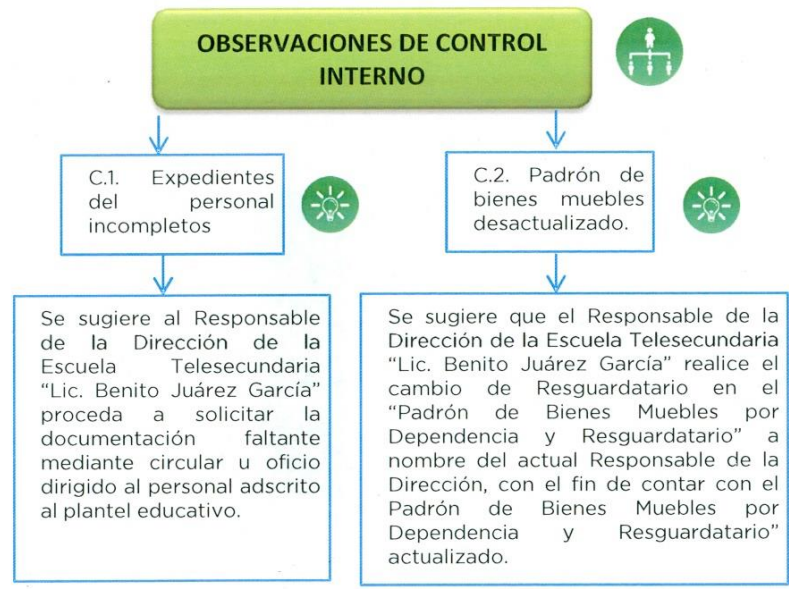 OBSERVACIONES DE CONTROL
INTERNO
C.1. Expedientes
del personal
incompletos
C.2. Padrón de
bienes muebles
desactualizado.
Se sugiere al Responsable
de la Dirección de la
Escuela Telesecundaria
“Lic. Benito Juárez García”
proceda a solicitar la
documentación faltante
mediante circular u oficio
dirigido al personal adscrito
al plantel educativo.
Se sugiere que el Responsable de la
Dirección de la Escuela Telesecundaria
“Lic. Benito Juárez García” realice el
cambio de Resguardatario en el
“Padrón de Bienes Muebles por
Dependencia y Resguardatario” a
nombre del actual Responsable de la
Dirección, con el fin de contar con el
Padrón de Bienes Muebles por
Dependencia y Resguardatario”
actualizado.